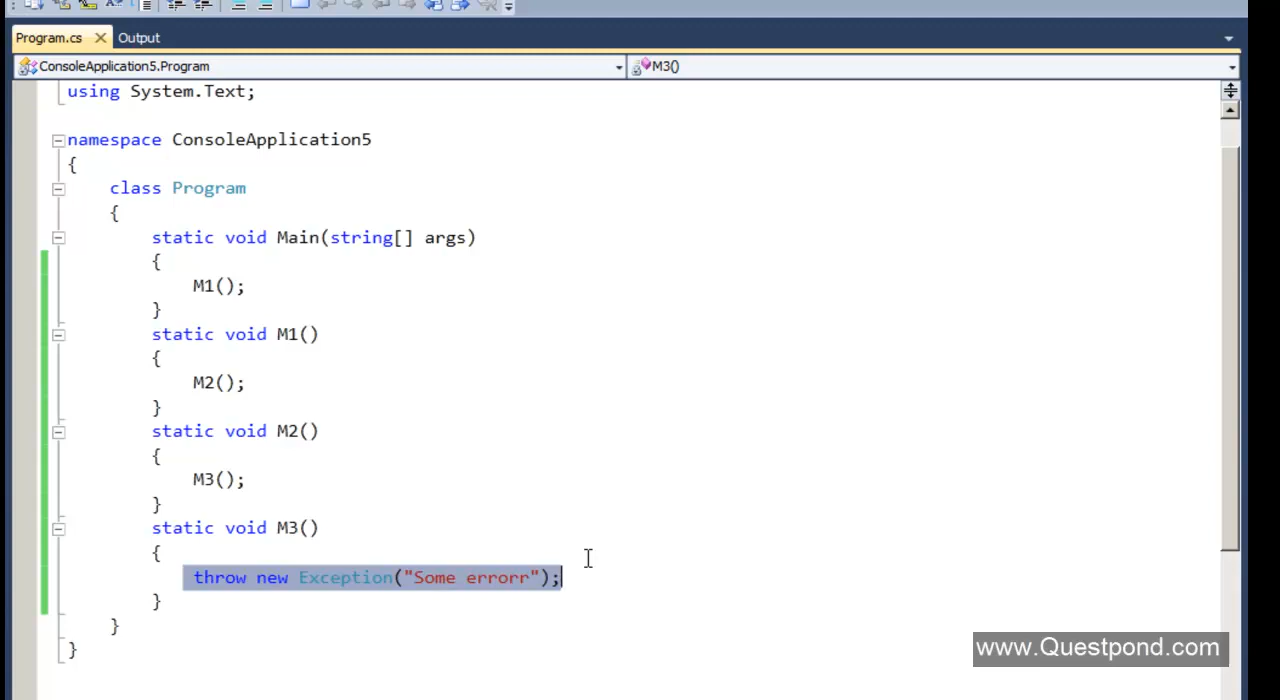 Program.cs
Output
ConsoleApplication5.Program
M3()
using System.Text;
namespace ConsoleApplication5
{
class Program
{
static void Main(string[] args)
{
M1();
}
static void M1()
{
M2();
}
static void M2()
{
M3();
}
static void M3()
{
throw new Exception("Some errorr");
}
}
}
www.Questpond.com